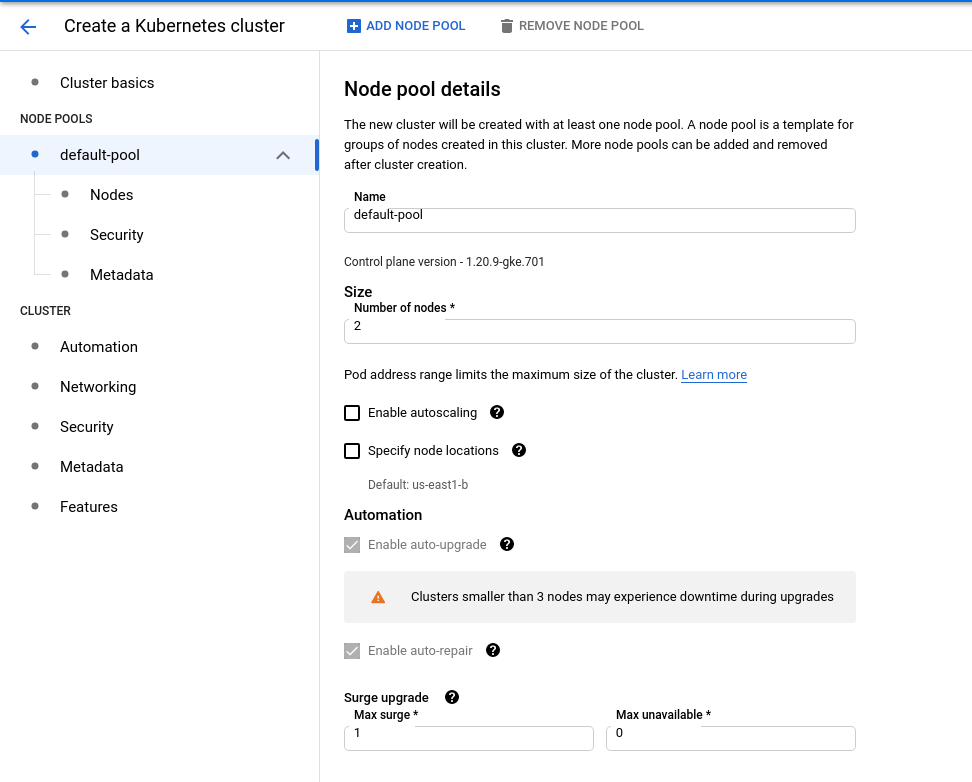 Create a Kubernetes cluster
ADD NODE POOL
REMOVE NODE POOL
Cluster basics
NODE POOLS
default-pool
Nodes
Security
Metadata
CLUSTER
Automation
Networking
Security
Metadata
Features
Node pool details
The new cluster will be created with at least one node pool. A node pool is a template for
groups of nodes created in this cluster. More node pools can be added and removed
after cluster creation.
Name
default-pool
Control plane version - 1.20.9-gke.701
Size
Number of nodes *
2
Pod address range limits the maximum size of the cluster. Learn more
Enable autoscaling ?
Specify node locations ?
Default: us-east1-b
Automation
Enable auto-upgrade ?
Clusters smaller than 3 nodes may experience downtime during upgrades
Enable auto-repair ?
Surge upgrade ?
Max surge *
1
Max unavailable *
0